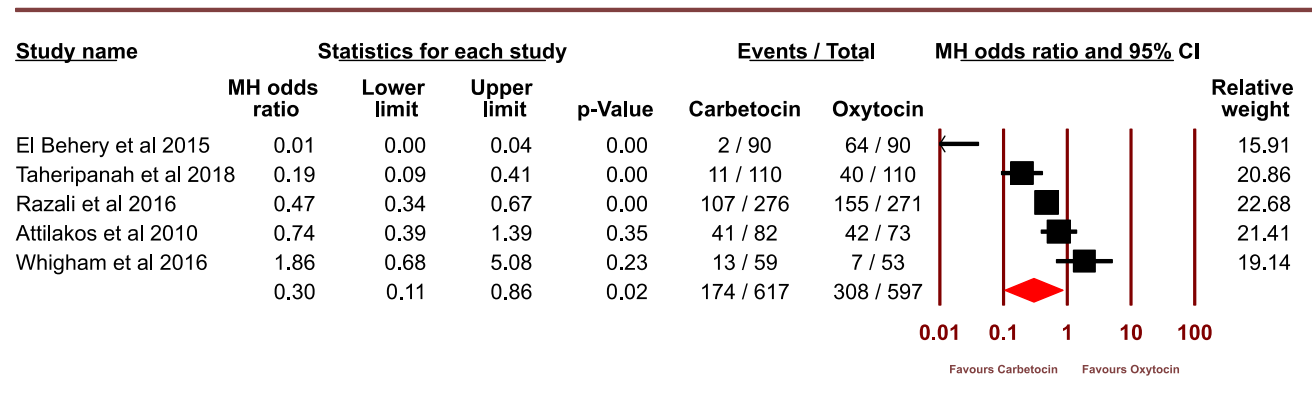 Study name Statistics for each study Events / Total MH odds ratio and 95% CI
MH odds ratio Lower limit Upper limit p-Value Carbetocin Oxytocin Relative weight
El Behery et al 2015 0.01 0.00 0.04 0.00 2 / 90 64 / 90 15.91
Taheripanah et al 2018 0.19 0.09 0.41 0.00 11 / 110 40 / 110 20.86
Razali et al 2016 0.47 0.34 0.67 0.00 107 / 276 155 / 271 22.68
Attilakos et al 2010 0.74 0.39 1.39 0.35 41 / 82 42 / 73 21.41
Whigham et al 2016 1.86 0.68 5.08 0.23 13 / 59 7 / 53 19.14
0.30 0.11 0.86 0.02 174 / 617 308 / 597
0.01 0.1 1 10 100
Favours Carbetocin Favours Oxytocin